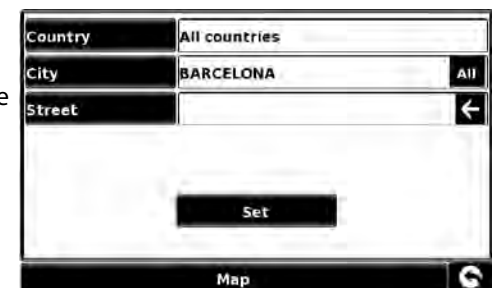 Country All countries
City BARCELONA All
e
Street
Set
Map